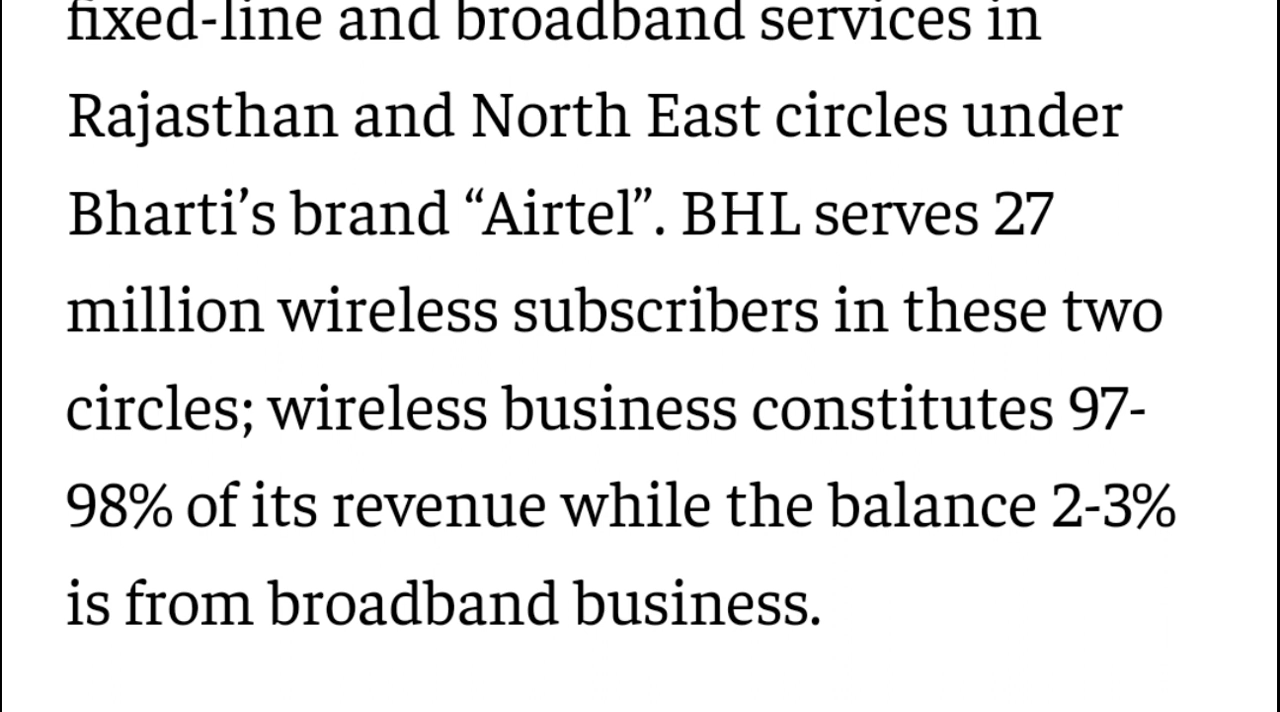 fixed-line and broadband services in
Rajasthan and North East circles under
Bharti’s brand “Airtel”. BHL serves 27
million wireless subscribers in these two
circles; wireless business constitutes 97-
98% of its revenue while the balance 2-3%
is from broadband business.